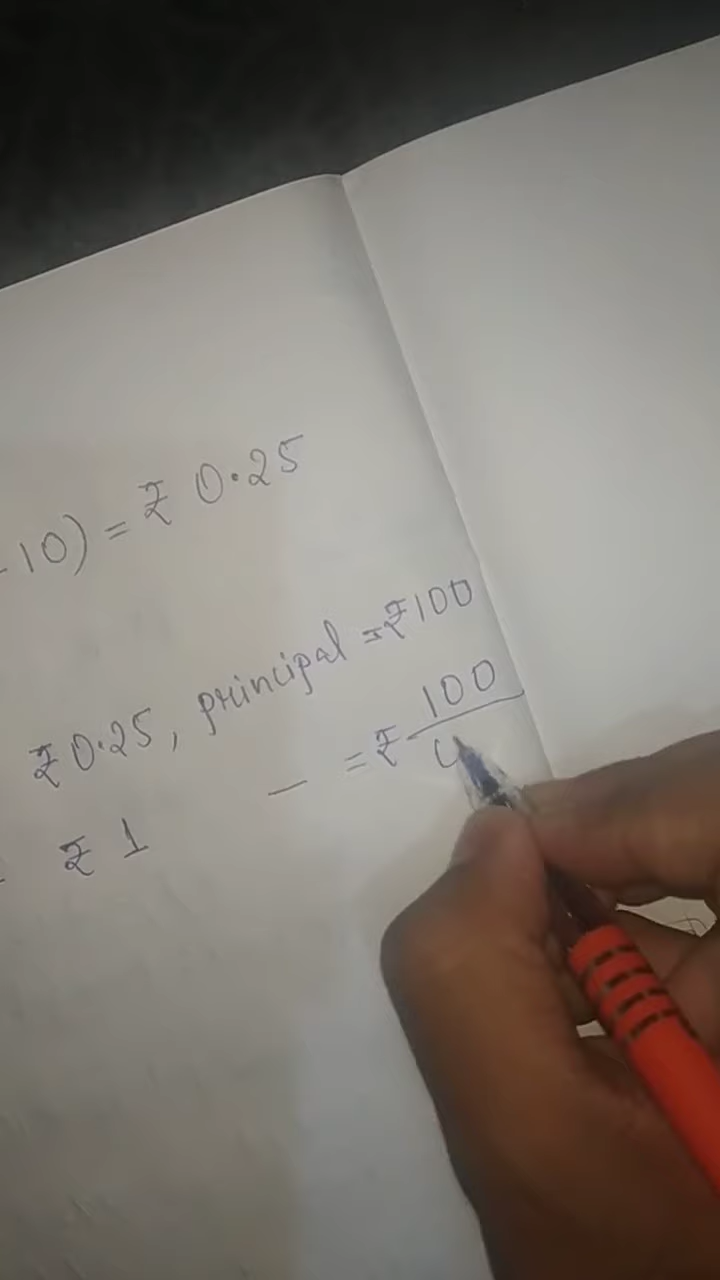 -10) = ₹ 0.25
₹0.25, principal = ₹100
₹ 1 — = ₹ 100